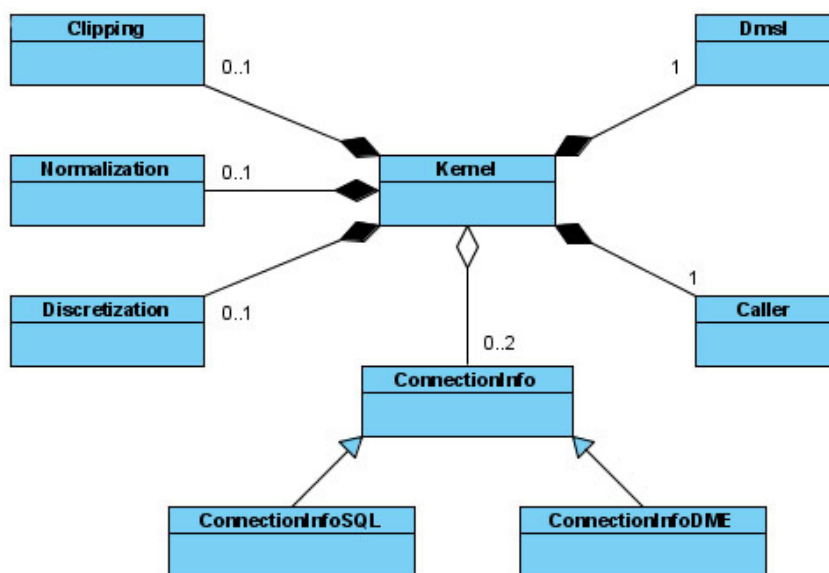 Clipping
Dmsl
0..1
1
Normalization
0..1
Kernel
Discretization
0..1
1
Caller
0..2
ConnectionInfo
ConnectionInfoSQL
ConnectionInfoDME